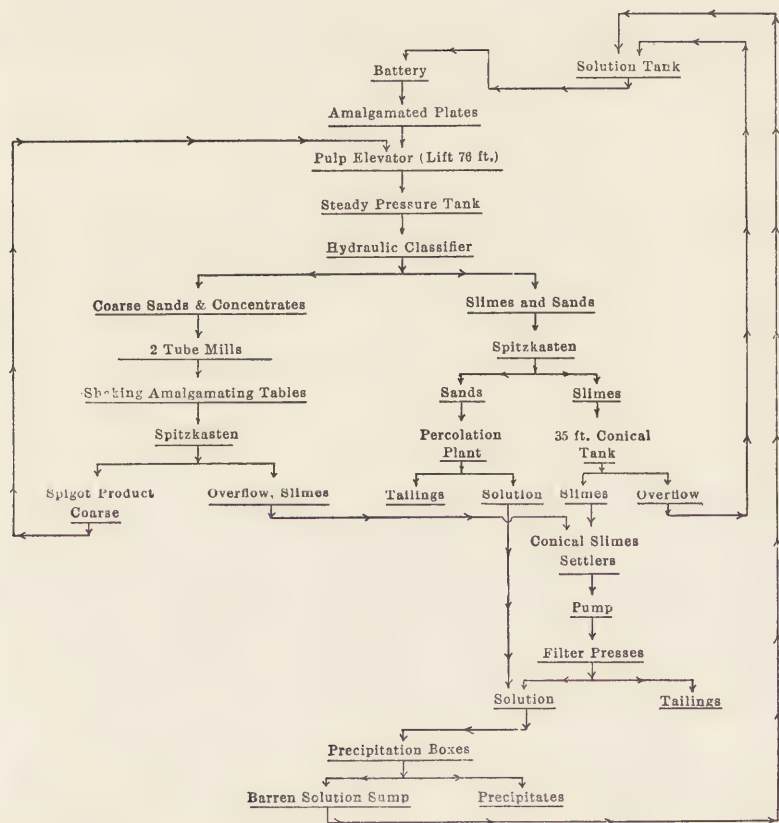 Solution Tank
Battery
Amalgamated Plates
Pulp Elevator (Lift 76 ft.)
Steady Pressure Tank
Hydraulic Classifier
Coarse Sands & Concentrates
Slimes and Sands
2 Tube Mills
Spitzkasten
Shaking Amalgamating Tables
Sands
Slimes
Spitzkasten
Percolation
Plant
35 ft. Conical
Tank
Spigot Product
Coarse
Overflow, Slimes
Tailings
Solution
Slimes
Overflow
Conical Slimes
Settlers
Pump
Filter Presses
Solution
Tailings
Precipitation Boxes
Barren Solution Sump
Precipitates